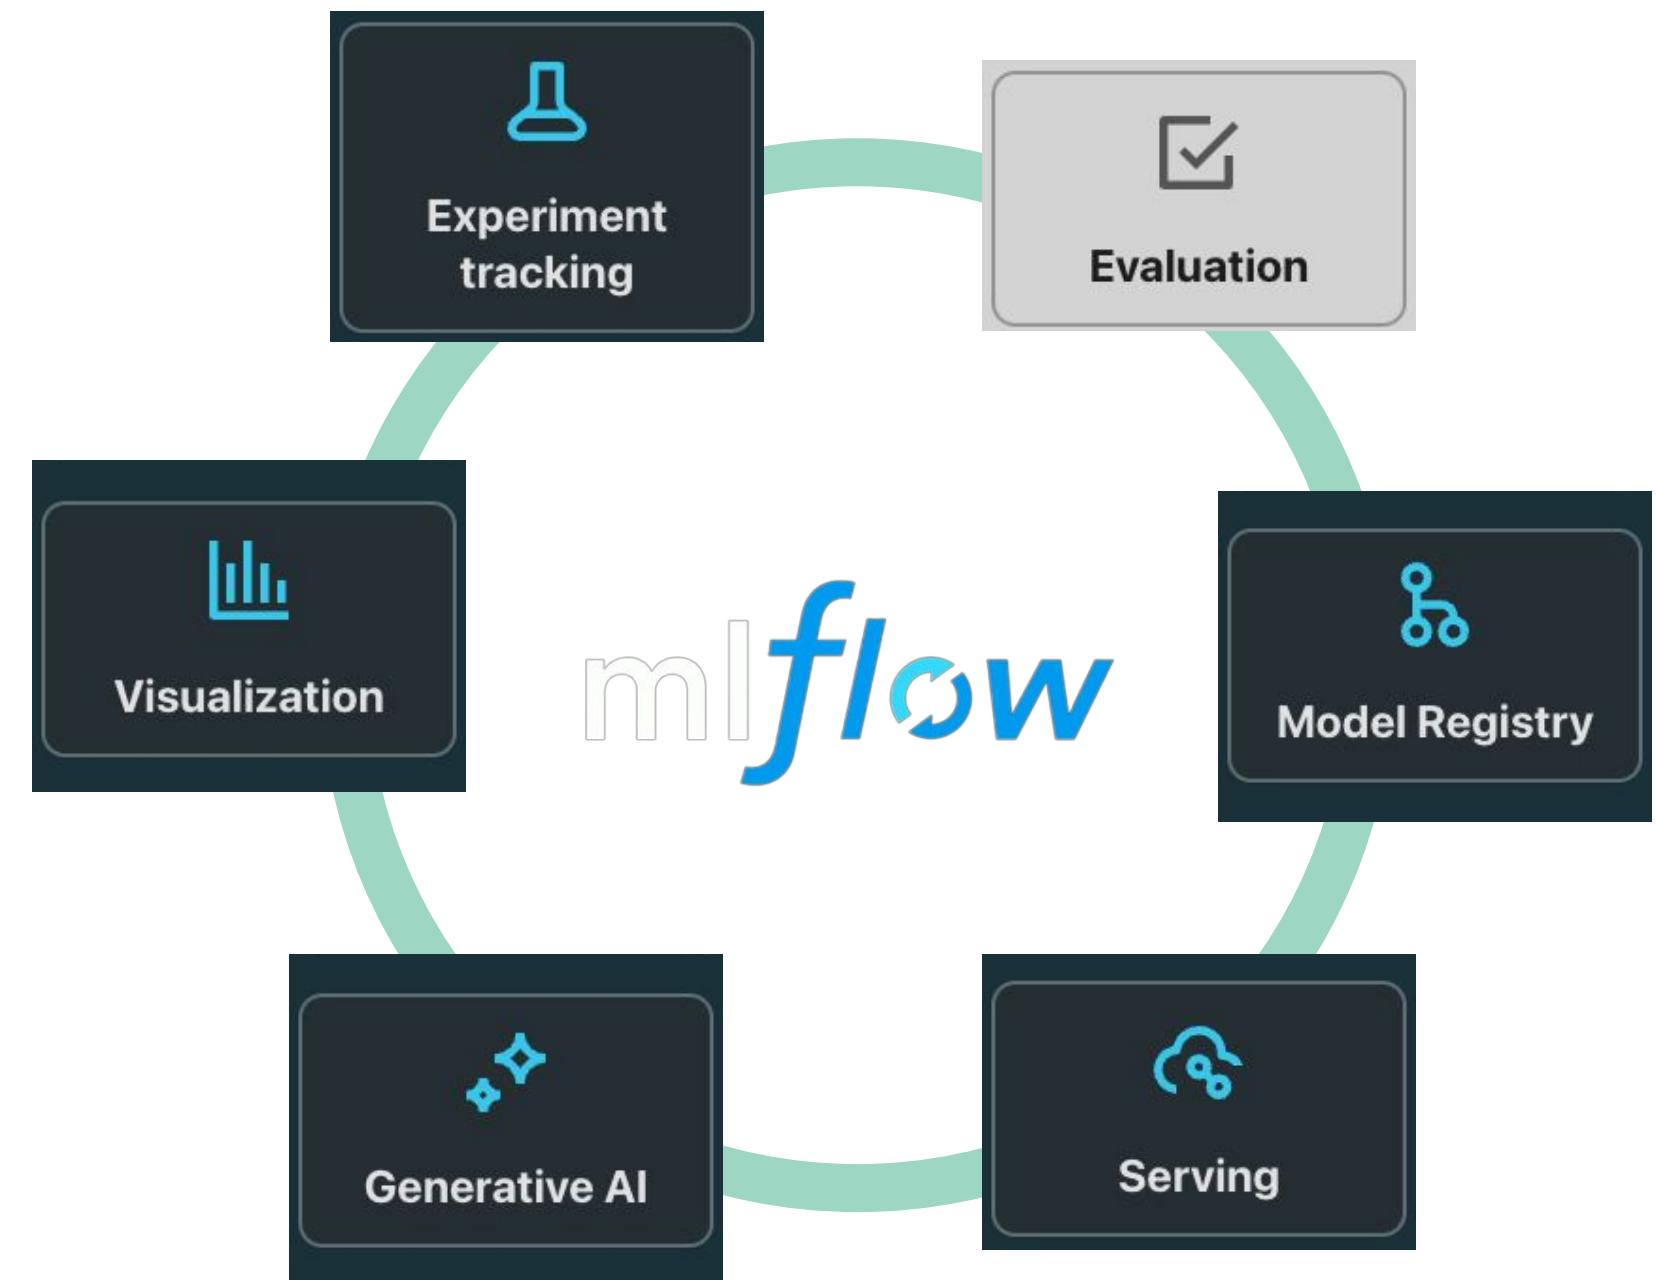 Experiment
tracking
Evaluation
Visualization
mlflow
Model Registry
Generative AI
Serving